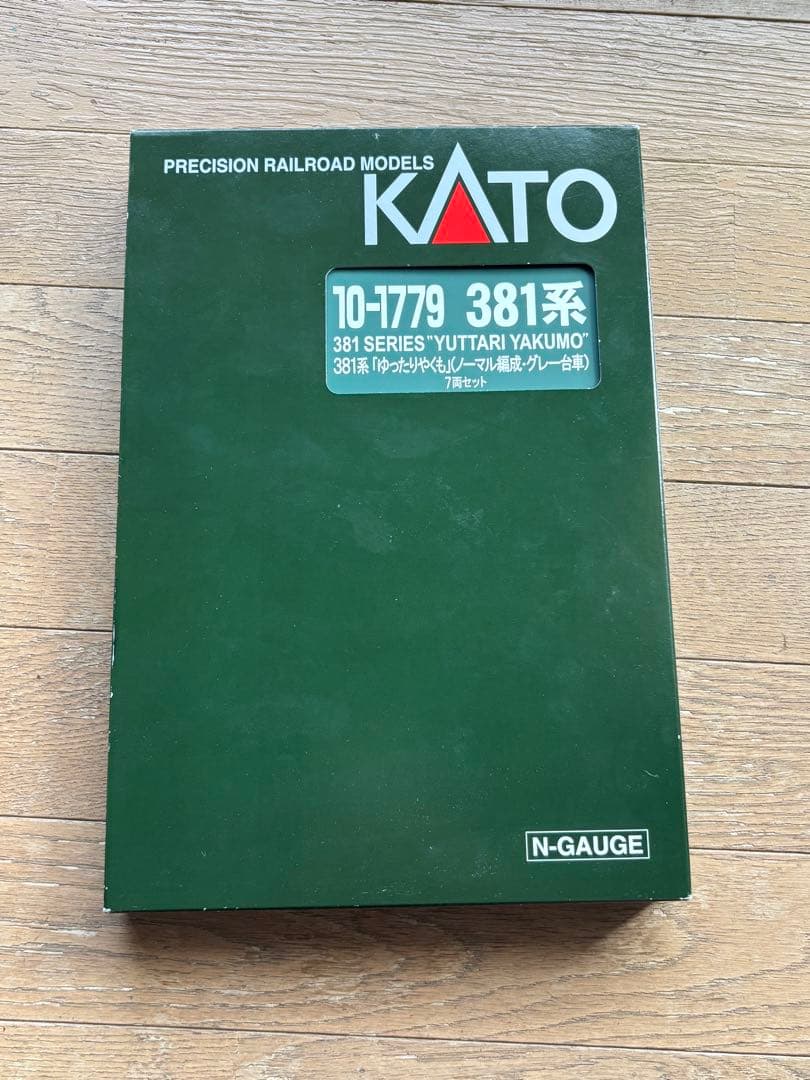 PRECISION RAILROAD MODELS
KATO
10-1779 381系
381 SERIES "YUTTARI YAKUMO"
381系「ゆったりやくも」(ノーマル編成・グレー台車)
7両セット
N-GAUGE